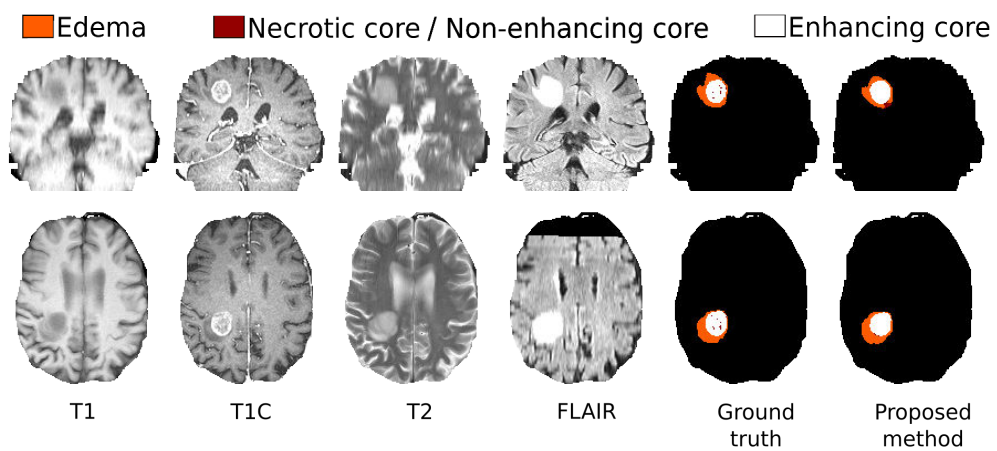 Edema
Necrotic core / Non-enhancing core
Enhancing core
T1
T1C
T2
FLAIR
Ground
truth
Proposed
method